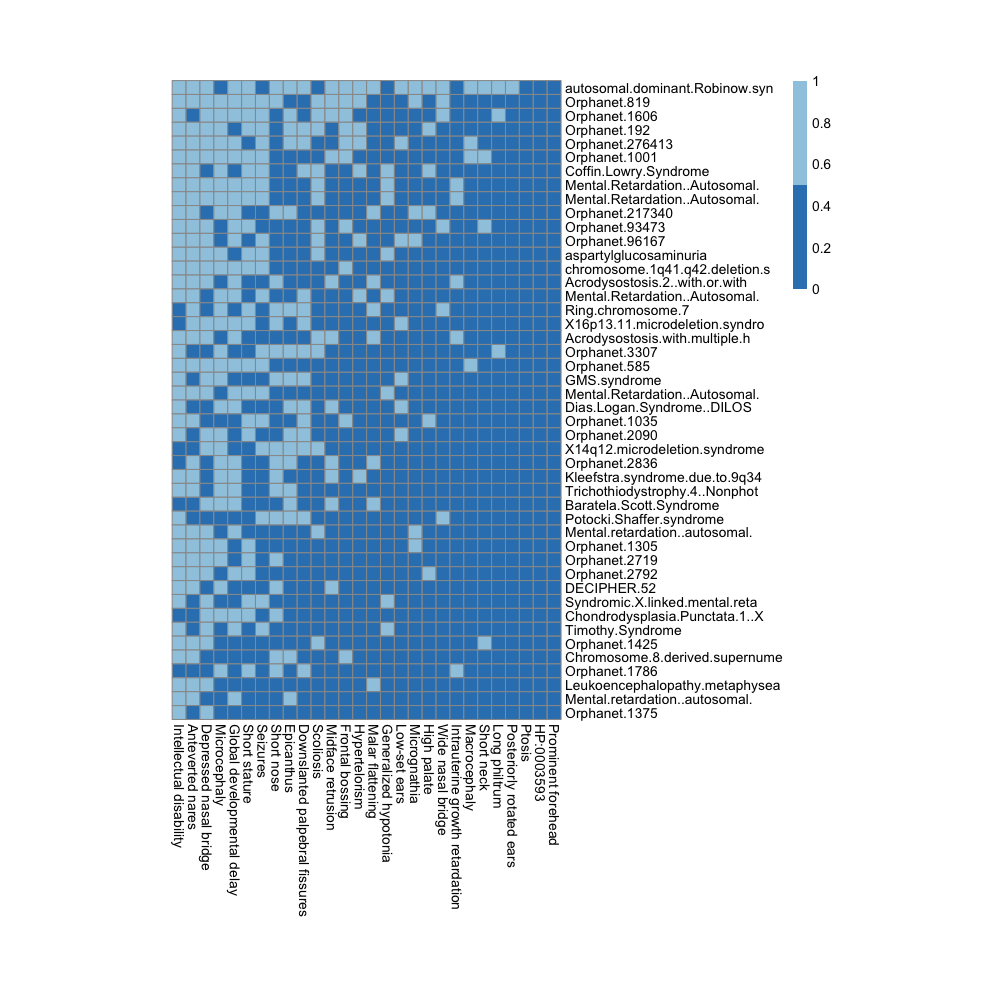 autosomal.dominant.Robinow.syn
Orphanet.819
Orphanet.1606
Orphanet.192
Orphanet.276413
Orphanet.1001
Coffin.Lowry.Syndrome
Mental.Retardation..Autosomal.
Mental.Retardation..Autosomal.
Orphanet.217340
Orphanet.93473
Orphanet.96167
aspartylglucosaminuria
chromosome.1q41.q42.deletion.s
Acrodysostosis.2..with.or.with
Mental.Retardation..Autosomal.
Ring.chromosome.7
X16p13.11.microdeletion.syndro
Acrodysostosis.with.multiple.h
Orphanet.3307
Orphanet.585
GMS.syndrome
Mental.Retardation..Autosomal.
Dias.Logan.Syndrome..DILOS
Orphanet.1035
Orphanet.2090
X14q12.microdeletion.syndrome
Orphanet.2836
Kleefstra.syndrome.due.to.9q34
Trichothiodystrophy.4..Nonphot
Baratela.Scott.Syndrome
Potocki.Shaffer.syndrome
Mental.retardation..autosomal.
Orphanet.1305
Orphanet.2719
Orphanet.2792
DECIPHER.52
Syndromic.X.linked.mental.reta
Chondrodysplasia.Punctata.1..X
Timothy.Syndrome
Orphanet.1425
Chromosome.8.derived.supernume
Orphanet.1786
Leukoencephalopathy.metaphysea
Mental.retardation..autosomal.
Orphanet.1375
1
0.8
0.6
0.4
0.2
0
Intellectual disability
Anteverted nares
Depressed nasal bridge
Microcephaly
Global developmental delay
Short stature
Seizures
Short nose
Epicanthus
Downslanted palpebral fissures
Scoliosis
Midface retrusion
Frontal bossing
Hypertelorism
Malar flattening
Generalized hypotonia
Low-set ears
Micrognathia
High palate
Wide nasal bridge
Intrauterine growth retardation
Macrocephaly
Short neck
Long philtrum
Posteriorly rotated ears
Ptosis
HP:0003593
Prominent forehead